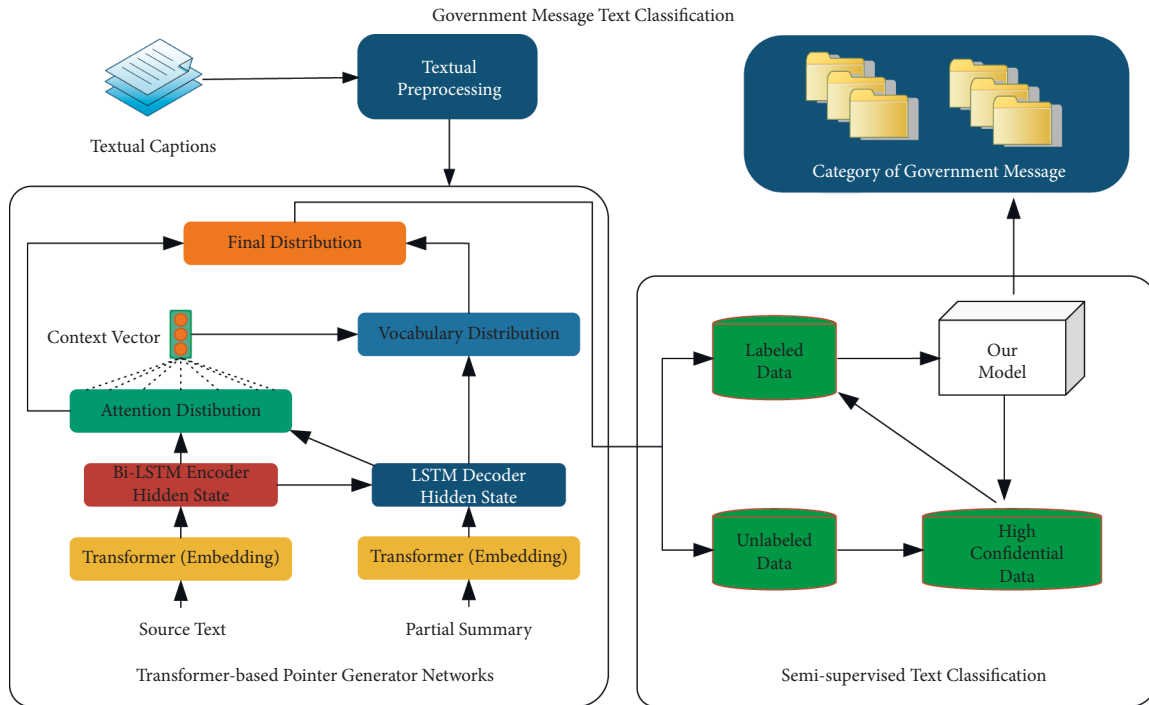 Government Message Text Classification
Textual
Preprocessing
Textual Captions
Category of Government Message
Final Distribution
Context Vector
Vocabulary Distribution
Attention Distibution
Bi-LSTM Encoder
Hidden State
LSTM Decoder
Hidden State
Transformer (Embedding)
Transformer (Embedding)
Source Text
Partial Summary
Transformer-based Pointer Generator Networks
Labeled
Data
Our
Model
Unlabeled
Data
High
Confidential
Data
Semi-supervised Text Classification